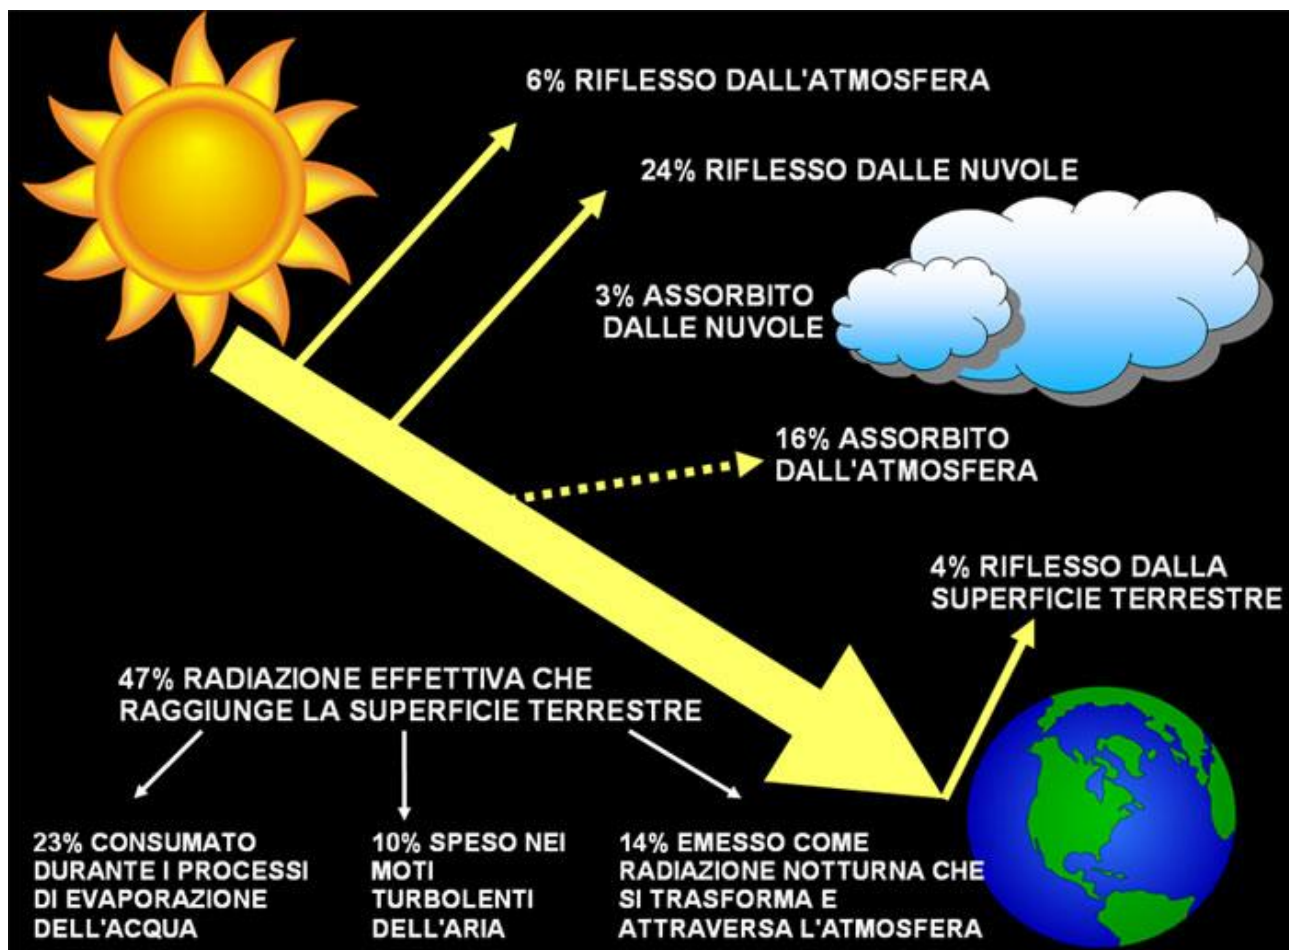 6% RIFLESSO DALL'ATMOSFERA
24% RIFLESSO DALLE NUVOLE
3% ASSORBITO
DALLE NUVOLE
16% ASSORBITO
DALL'ATMOSFERA
4% RIFLESSO DALLA
SUPERFICIE TERRESTRE
47% RADIAZIONE EFFETTIVA CHE
RAGGIUNGE LA SUPERFICIE TERRESTRE
23% CONSUMATO
DURANTE I PROCESSI
DI EVAPORAZIONE
DELL'ACQUA
10% SPESO NEI
MOTI
TURBOLENTI
DELL'ARIA
14% EMESSO COME
RADIAZIONE NOTTURNA CHE
SI TRASFORMA E
ATTRAVERSA L'ATMOSFERA